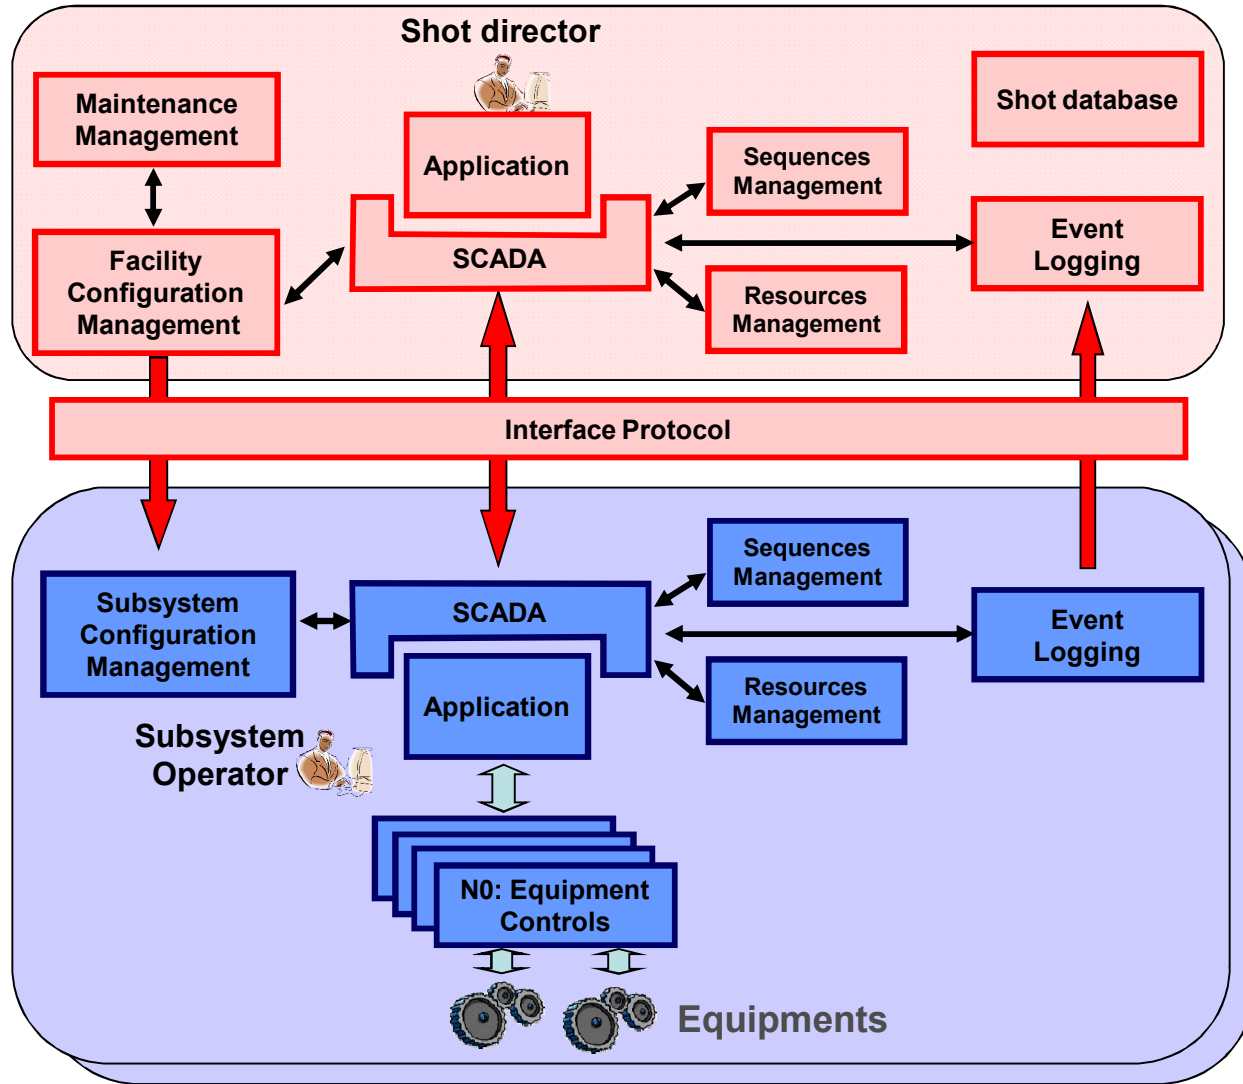 Shot director
Maintenance
Management
Application
Sequences
Management
Shot database
Facility
Configuration
Management
SCADA
Resources
Management
Event
Logging
Interface Protocol
Subsystem
Configuration
Management
SCADA
Application
Sequences
Management
Resources
Management
Event
Logging
Subsystem
Operator
N0: Equipment
Controls
Equipments